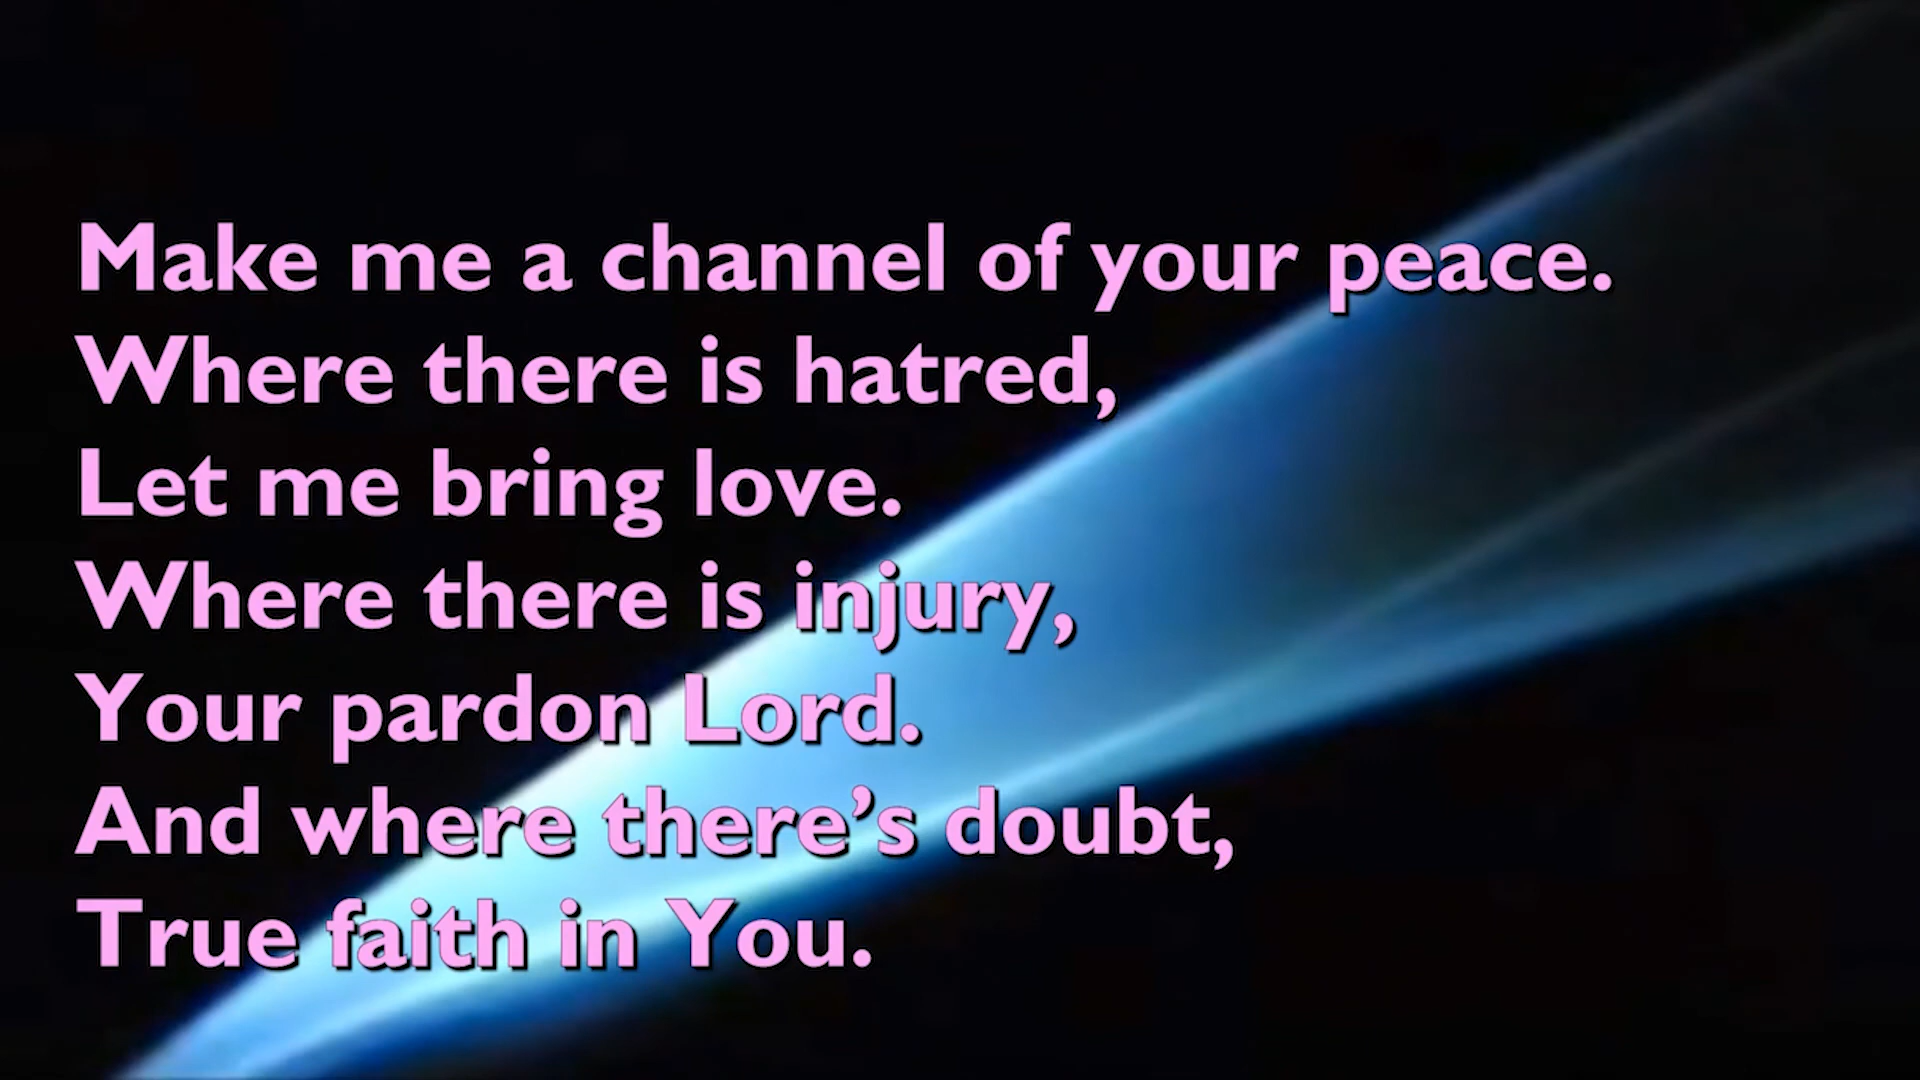 Make me a channel of your peace.
Where there is hatred,
Let me bring love.
Where there is injury,
Your pardon Lord.
And where there’s doubt,
True faith in You.